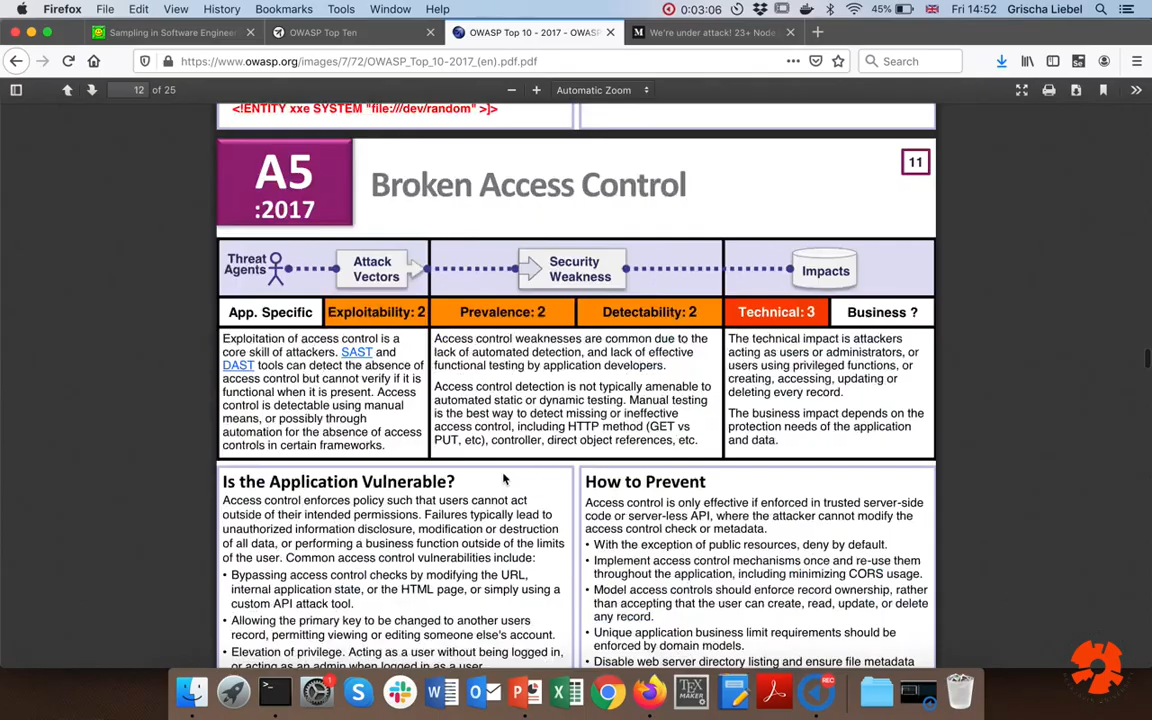 Firefox File Edit View History Bookmarks Tools Window Help 0:03:06 45% Fri 14:52 Grischa Liebel
Sampling in Software Enginee OWASP Top Ten OWASP Top 10 - 2017 - OWAS We're under attack! 23+ Node
https://www.owasp.org/images/7/72/OWASP_Top_10-2017_(en).pdf.pdf Search
12 of 25 Automatic Zoom
<!ENTITY xxe SYSTEM "file:///dev/random" >]>
A5
:2017
Broken Access Control
11
Threat
Agents
Attack
Vectors
Security
Weakness
Impacts
App. Specific Exploitability: 2 Prevalence: 2 Detectability: 2 Technical: 3 Business ?
Exploitation of access control is a
core skill of attackers. SAST and
DAST tools can detect the absence of
access control but cannot verify if it is
functional when it is present. Access
control is detectable using manual
means, or possibly through
automation for the absence of access
controls in certain frameworks.
Access control weaknesses are common due to the
lack of automated detection, and lack of effective
functional testing by application developers.
Access control detection is not typically amenable to
automated static or dynamic testing. Manual testing
is the best way to detect missing or ineffective
access control, including HTTP method (GET vs
PUT, etc), controller, direct object references, etc.
The technical impact is attackers
acting as users or administrators, or
users using privileged functions, or
creating, accessing, updating or
deleting every record.
The business impact depends on the
protection needs of the application
and data.
Is the Application Vulnerable?
Access control enforces policy such that users cannot act
outside of their intended permissions. Failures typically lead to
unauthorized information disclosure, modification or destruction
of all data, or performing a business function outside of the limits
of the user. Common access control vulnerabilities include:
• Bypassing access control checks by modifying the URL,
internal application state, or the HTML page, or simply using a
custom API attack tool.
• Allowing the primary key to be changed to another users
record, permitting viewing or editing someone else's account.
• Elevation of privilege. Acting as a user without being logged in,
or acting as an admin when logged in as a user.
How to Prevent
Access control is only effective if enforced in trusted server-side
code or server-less API, where the attacker cannot modify the
access control check or metadata.
• With the exception of public resources, deny by default.
• Implement access control mechanisms once and re-use them
throughout the application, including minimizing CORS usage.
• Model access controls should enforce record ownership, rather
than accepting that the user can create, read, update, or delete
any record.
• Unique application business limit requirements should be
enforced by domain models.
• Disable web server directory listing and ensure file metadata